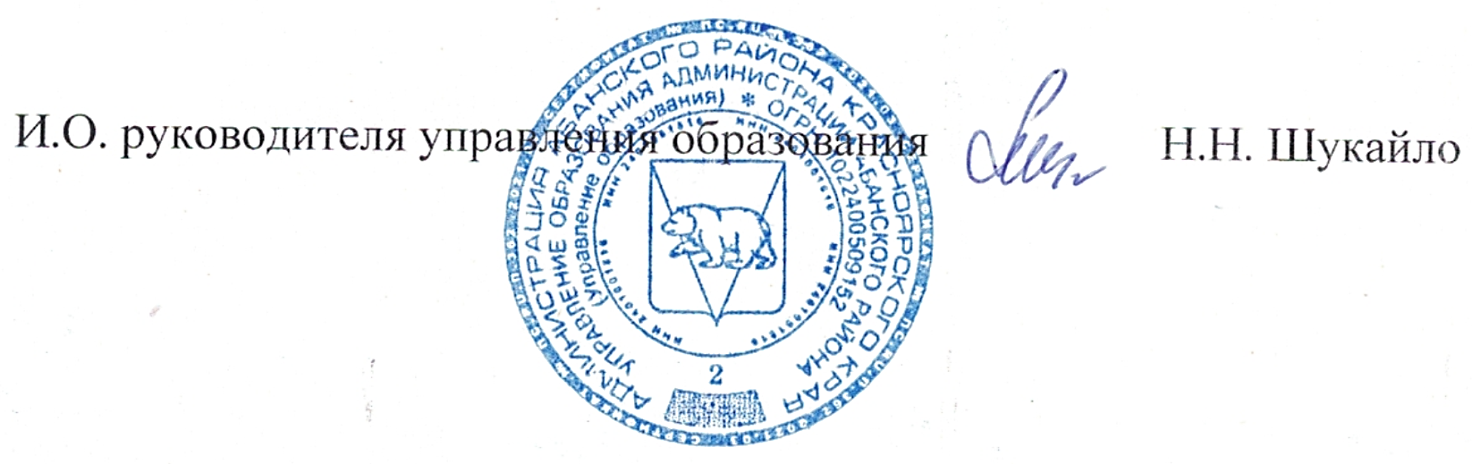 И.О. руководителя управления образования Н.Н. Шукайло
АДМИНИСТРАЦИЯ АБАНСКОГО РАЙОНА КРАСНОЯРСКОГО КРАЯ
УПРАВЛЕНИЕ ОБРАЗОВАНИЯ АДМИНИСТРАЦИИ АБАНСКОГО РАЙОНА
(Управление образования) * ОГРН 1022400509152
2